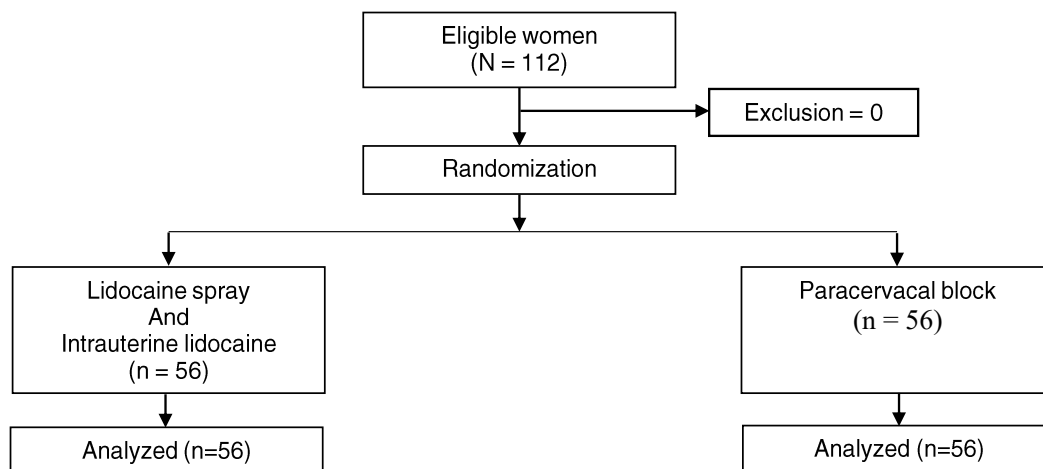 Eligible women
(N = 112)
Exclusion = 0
Randomization
Lidocaine spray
And
Intrauterine lidocaine
(n = 56)
Paracervacal block
(n = 56)
Analyzed (n=56)
Analyzed (n=56)